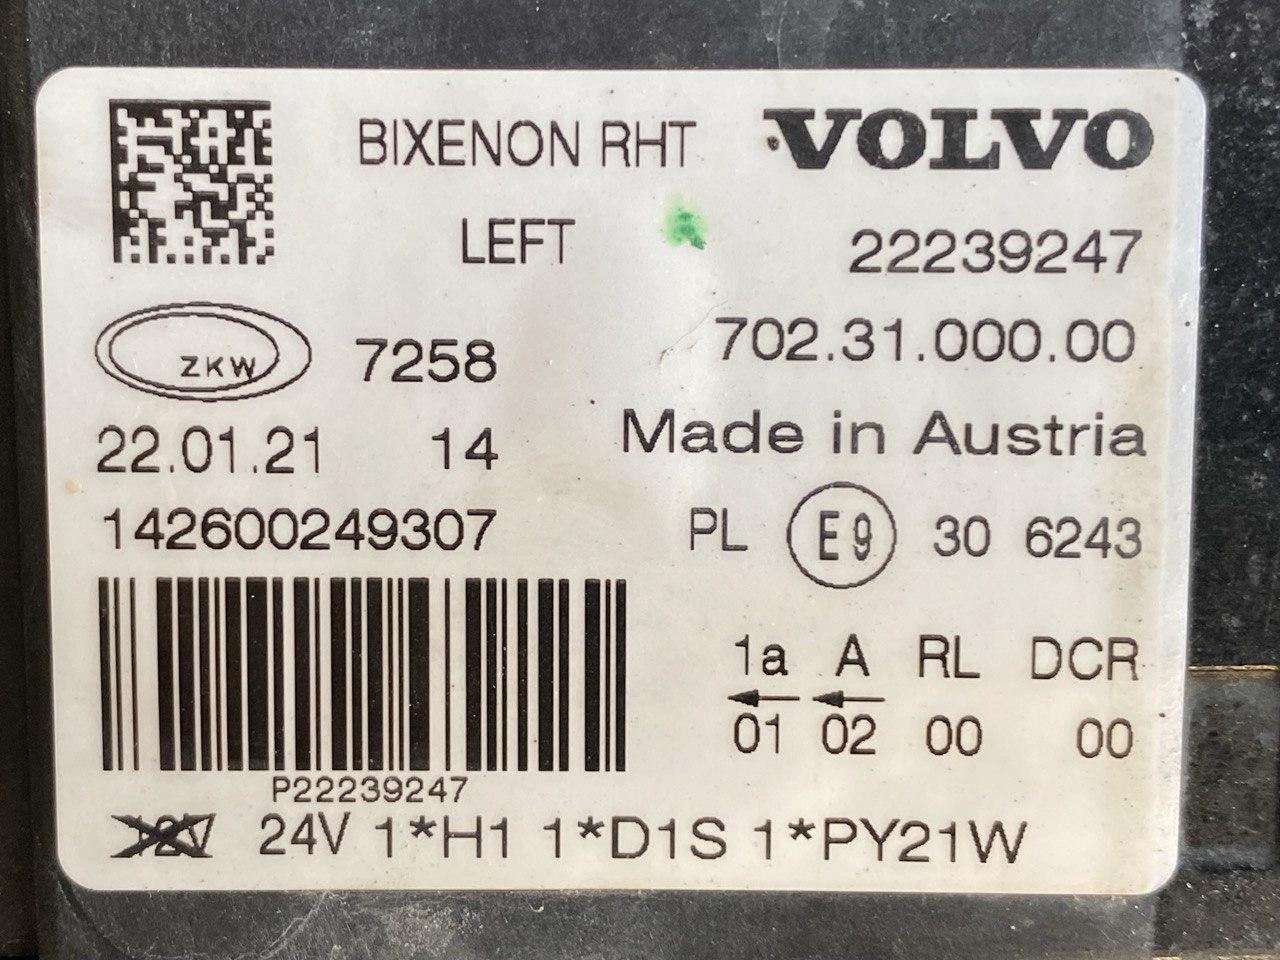 BIXENON RHT VOLVO
LEFT 22239247
ZKW 7258 702.31.000.00
22.01.21 14 Made in Austria
142600249307 PL E9 30 6243
1a A RL DCR
01 02 00 00
P22239247
12V 24V 1*H1 1*D1S 1*PY21W